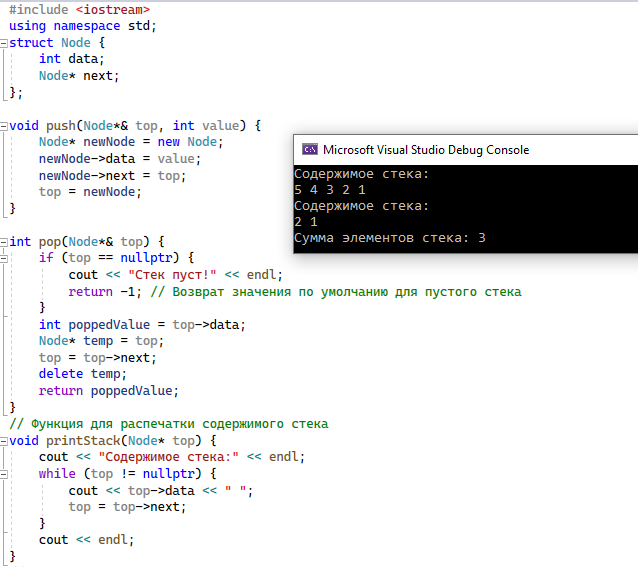 #include <iostream>
using namespace std;
struct Node {
    int data;
    Node* next;
};

void push(Node*& top, int value) {
    Node* newNode = new Node;
    newNode->data = value;
    newNode->next = top;
    top = newNode;
}

int pop(Node*& top) {
    if (top == nullptr) {
        cout << "Стек пуст!" << endl;
        return -1; // Возврат значения по умолчанию для пустого стека
    }
    int poppedValue = top->data;
    Node* temp = top;
    top = top->next;
    delete temp;
    return poppedValue;
}
// Функция для распечатки содержимого стека
void printStack(Node* top) {
    cout << "Содержимое стека:" << endl;
    while (top != nullptr) {
        cout << top->data << " ";
        top = top->next;
    }
    cout << endl;
}
Microsoft Visual Studio Debug Console
Содержимое стека:
5 4 3 2 1
Содержимое стека:
2 1
Сумма элементов стека: 3